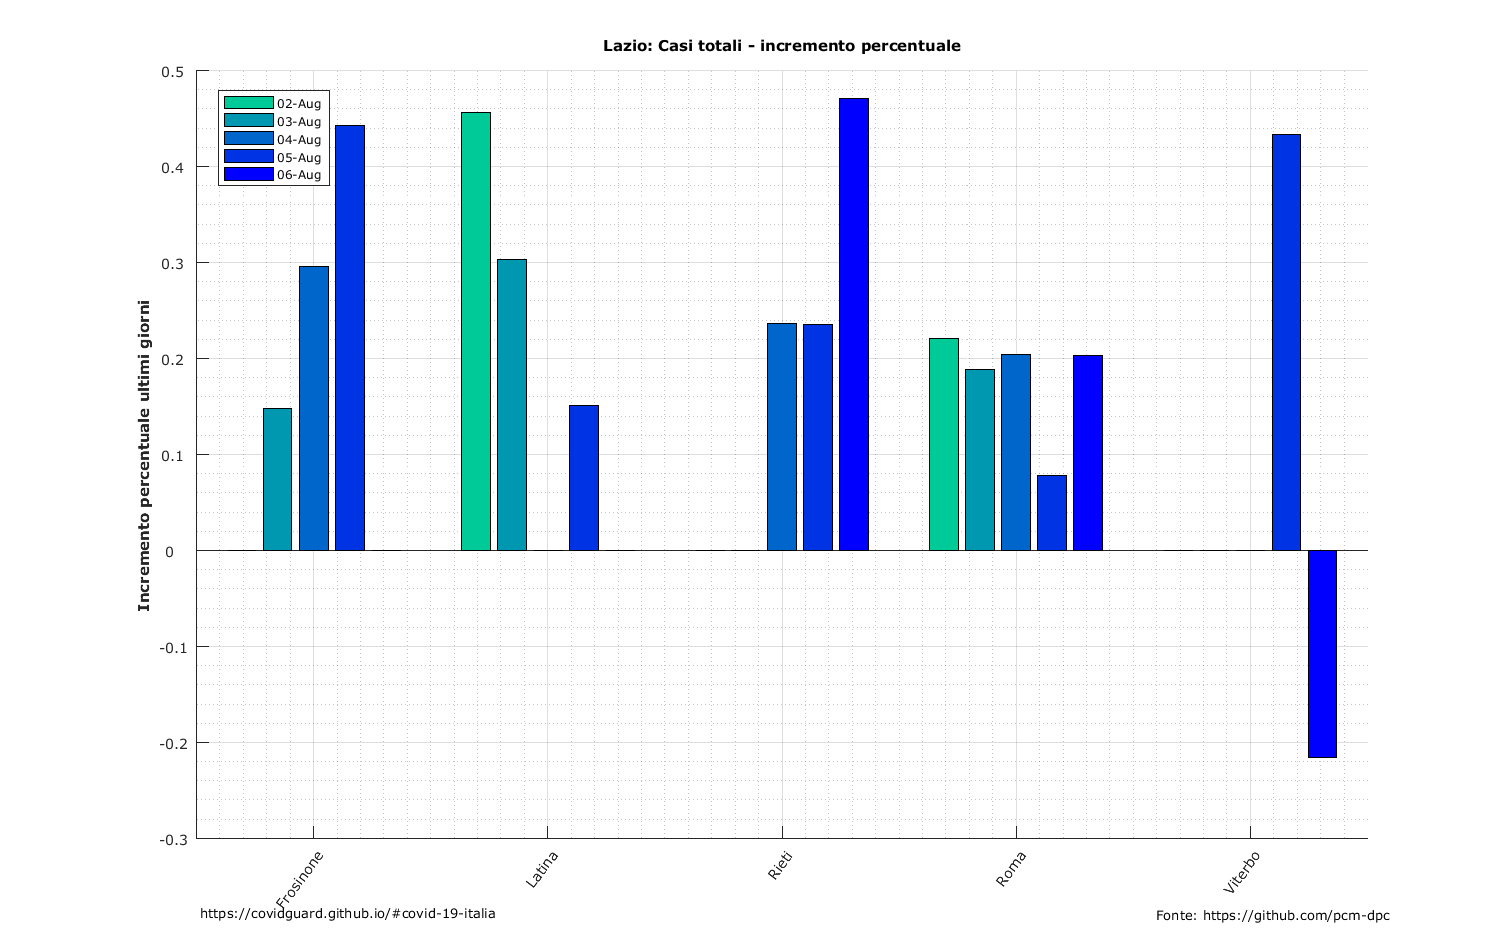 Lazio: Casi totali - incremento percentuale
Incremento percentuale ultimi giorni
0.5
0.4
0.3
0.2
0.1
0
-0.1
-0.2
-0.3
02-Aug
03-Aug
04-Aug
05-Aug
06-Aug
Frosinone
Latina
Rieti
Roma
Viterbo
https://covidguard.github.io/#covid-19-italia
Fonte: https://github.com/pcm-dpc